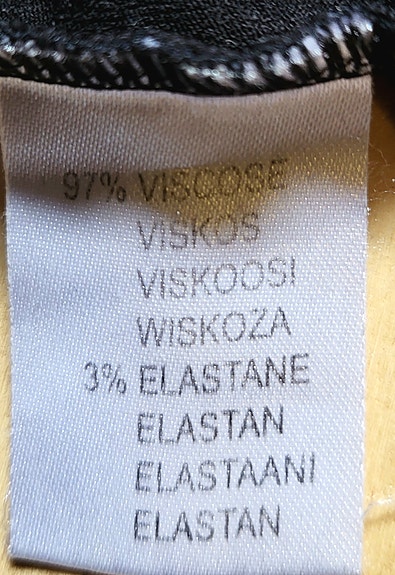 97% VISCOSE
VISKOS
VISKOOSI
WISKOZA
3% ELASTANE
ELASTAN
ELASTAANI
ELASTAN